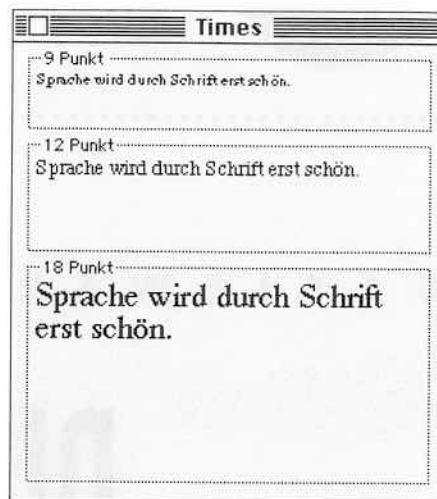 Times
9 Punkt
Sprache wird durch Schrift erst schön.
12 Punkt
Sprache wird durch Schrift erst schön.
18 Punkt
Sprache wird durch Schrift
erst schön.